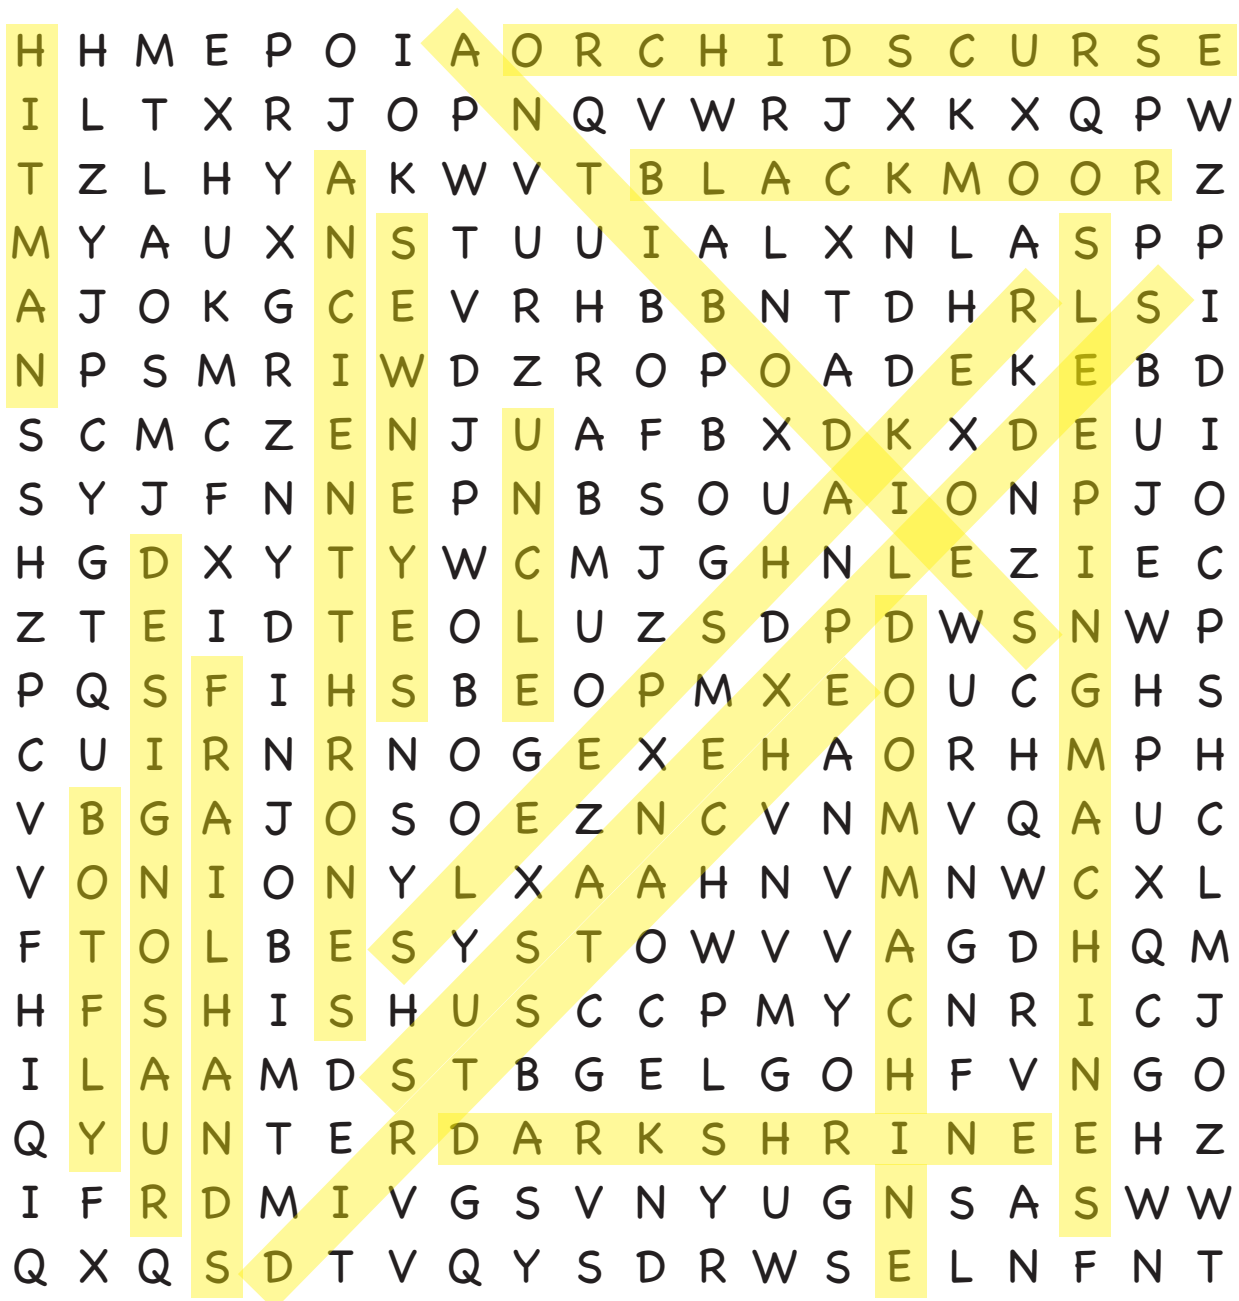 H H M E P O I A O R C H I D S C U R S E
I L T X R J O P N Q V W R J X K X Q P W
T Z L H Y A K W V T B L A C K M O O R Z
M Y A U X N S T U U I A L X N L A S P P
A J O K G C E V R H B B N T D H R L S I
N P S M R I W D Z R O P O A D E K E B D
S C M C Z E N J U A F B X D K X D E U I
S Y J F N N E P N B S O U A I O N P J O
H G D X Y T Y W C M J G H N L E Z I E C
Z T E I D T E O L U Z S D P D W S N W P
P Q S F I H S B E O P M X E O U C G H S
C U I R N R N O G E X E H A O R H M P H
V B G A J O S O E Z N C V N M V Q A U C
V O N I O N Y L X A A H N V M N W C X L
F T O L B E S Y S T O W V V A G D H Q M
H F S H I S H U S C C P M Y C N R I C J
I L A A M D S T B G E L G O H F V N G O
Q Y U N T E R D A R K S H R I N E E H Z
I F R D M I V G S V N Y U G N S A S W W
Q X Q S D T V Q Y S D R W S E L N F N T